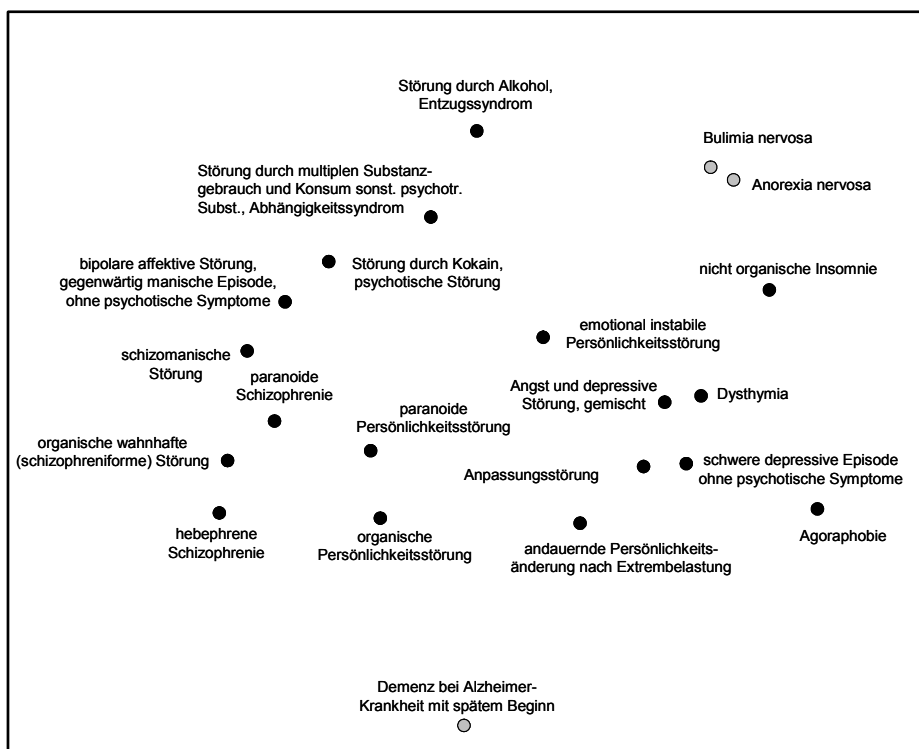 Störung durch Alkohol,
Entzugssyndrom
Bulimia nervosa
Anorexia nervosa
Störung durch multiplen Substanz-
gebrauch und Konsum sonst. psychotr.
Subst., Abhängigkeitssyndrom
bipolare affektive Störung,
gegenwärtig manische Episode,
ohne psychotische Symptome
Störung durch Kokain,
psychotische Störung
nicht organische Insomnie
emotional instabile
Persönlichkeitsstörung
schizomanische
Störung
paranoide
Schizophrenie
Angst und depressive
Störung, gemischt
Dysthymia
paranoide
Persönlichkeitsstörung
organische wahnhafte
(schizophreniforme) Störung
Anpassungsstörung
schwere depressive Episode
ohne psychotische Symptome
hebephrene
Schizophrenie
organische
Persönlichkeitsstörung
andauernde Persönlichkeits-
änderung nach Extrembelastung
Agoraphobie
Demenz bei Alzheimer-
Krankheit mit spätem Beginn